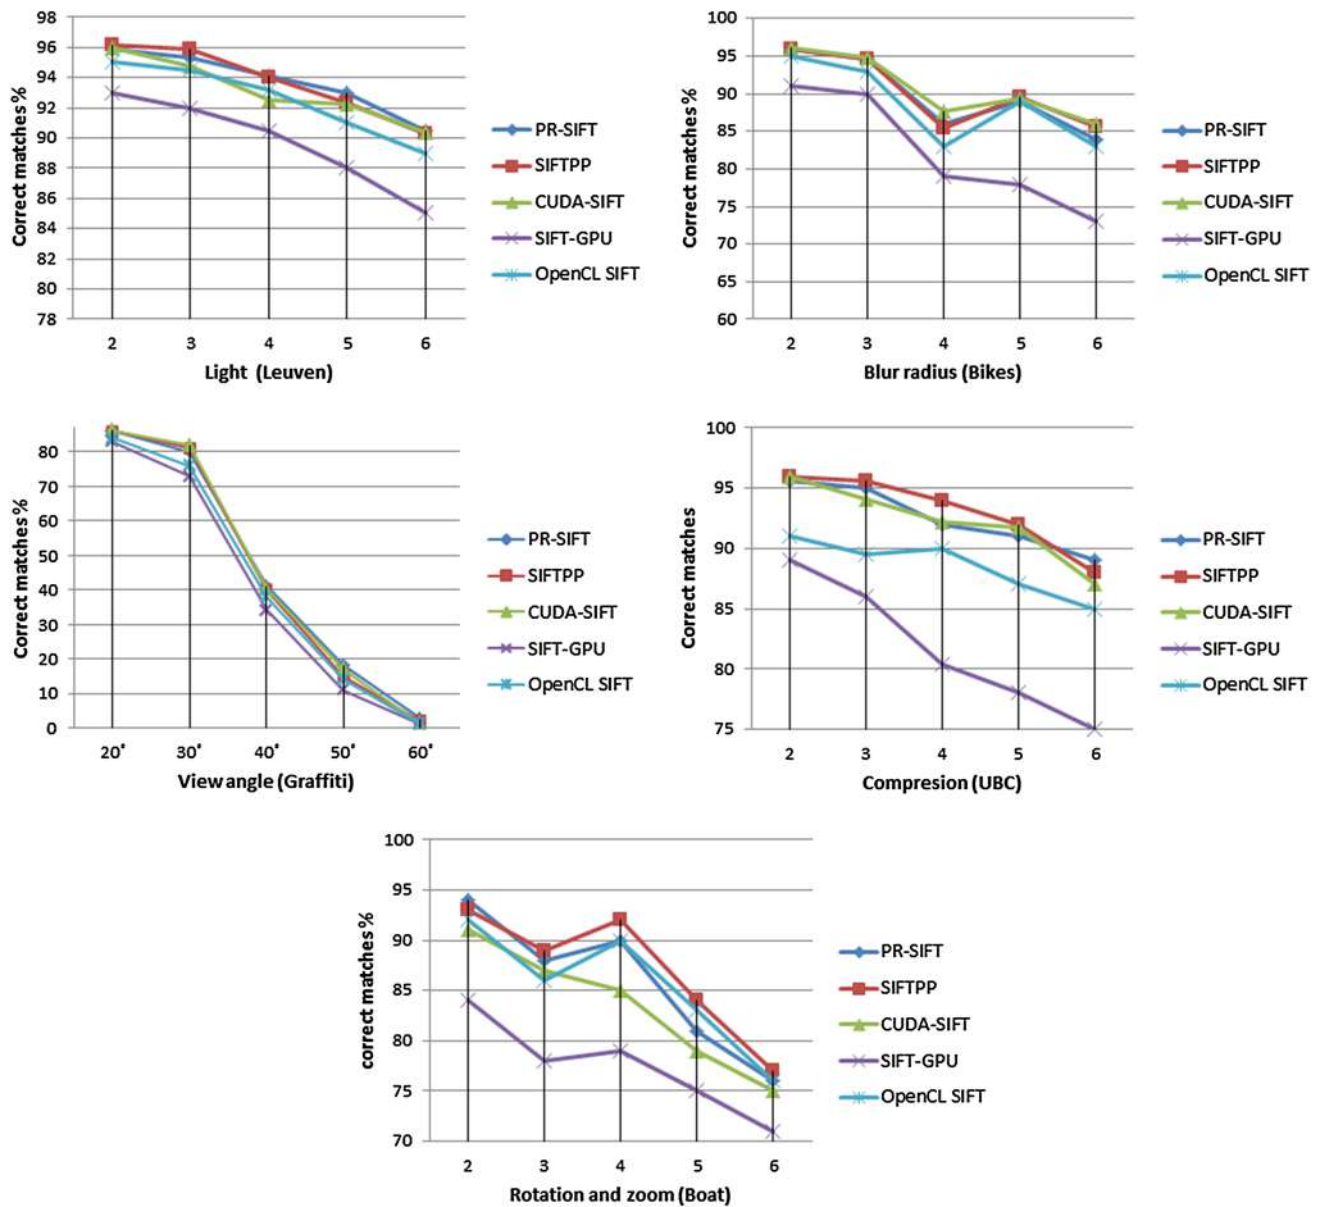 98
96
94
92
90
88
86
84
82
80
78
Correct matches %
2 3 4 5 6
Light (Leuven)
PR-SIFT
SIFTPP
CUDA-SIFT
SIFT-GPU
OpenCL SIFT
100
95
90
85
80
75
70
65
60
Correct matches %
2 3 4 5 6
Blur radius (Bikes)
PR-SIFT
SIFTPP
CUDA-SIFT
SIFT-GPU
OpenCL SIFT
80
70
60
50
40
30
20
10
0
Correct matches %
20° 30° 40° 50° 60°
View angle (Graffiti)
PR-SIFT
SIFTPP
CUDA-SIFT
SIFT-GPU
OpenCL SIFT
100
95
90
85
80
75
Correct matches
2 3 4 5 6
Compresion (UBC)
PR-SIFT
SIFTPP
CUDA-SIFT
SIFT-GPU
OpenCL SIFT
100
95
90
85
80
75
70
correct matches %
2 3 4 5 6
Rotation and zoom (Boat)
PR-SIFT
SIFTPP
CUDA-SIFT
SIFT-GPU
OpenCL SIFT